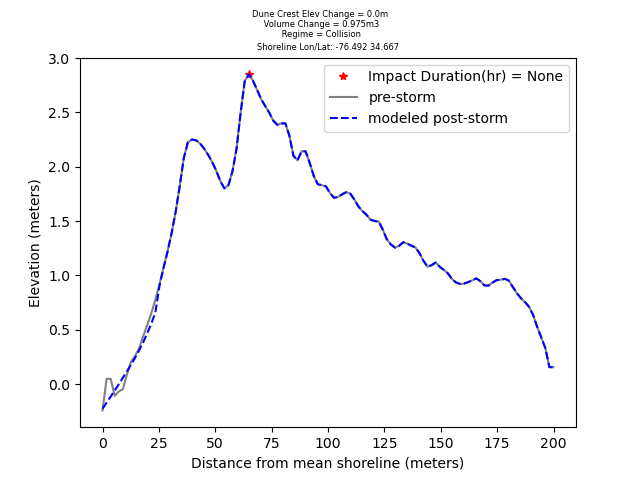 Dune Crest Elev Change = 0.0m
Volume Change = 0.975m3
Regime = Collision
Shoreline Lon/Lat: -76.492 34.667
Impact Duration(hr) = None
pre-storm
modeled post-storm
Elevation (meters)
3.0
2.5
2.0
1.5
1.0
0.5
0.0
0 25 50 75 100 125 150 175 200
Distance from mean shoreline (meters)